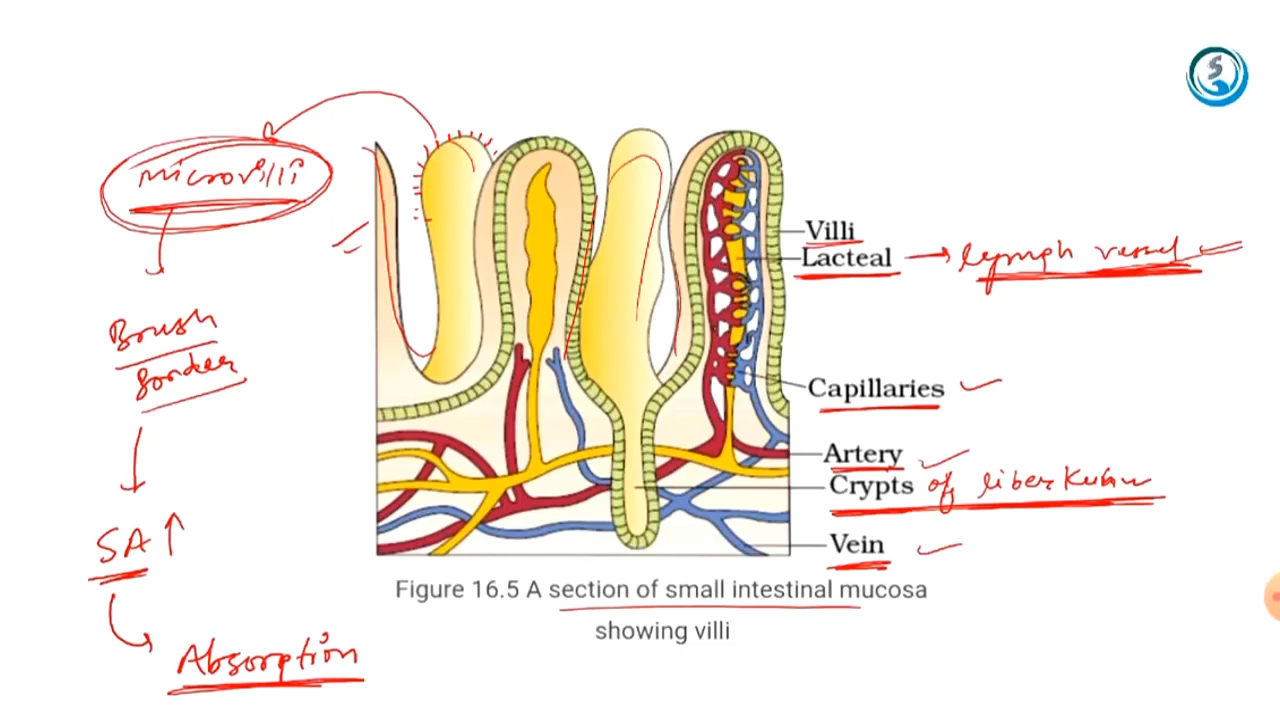 microvilli
Brush
Border
SA ↑
Absorption
Villi
Lacteal → lymph vessel
Capillaries
Artery
Crypts of liberkuhn
Vein
Figure 16.5 A section of small intestinal mucosa
showing villi
S